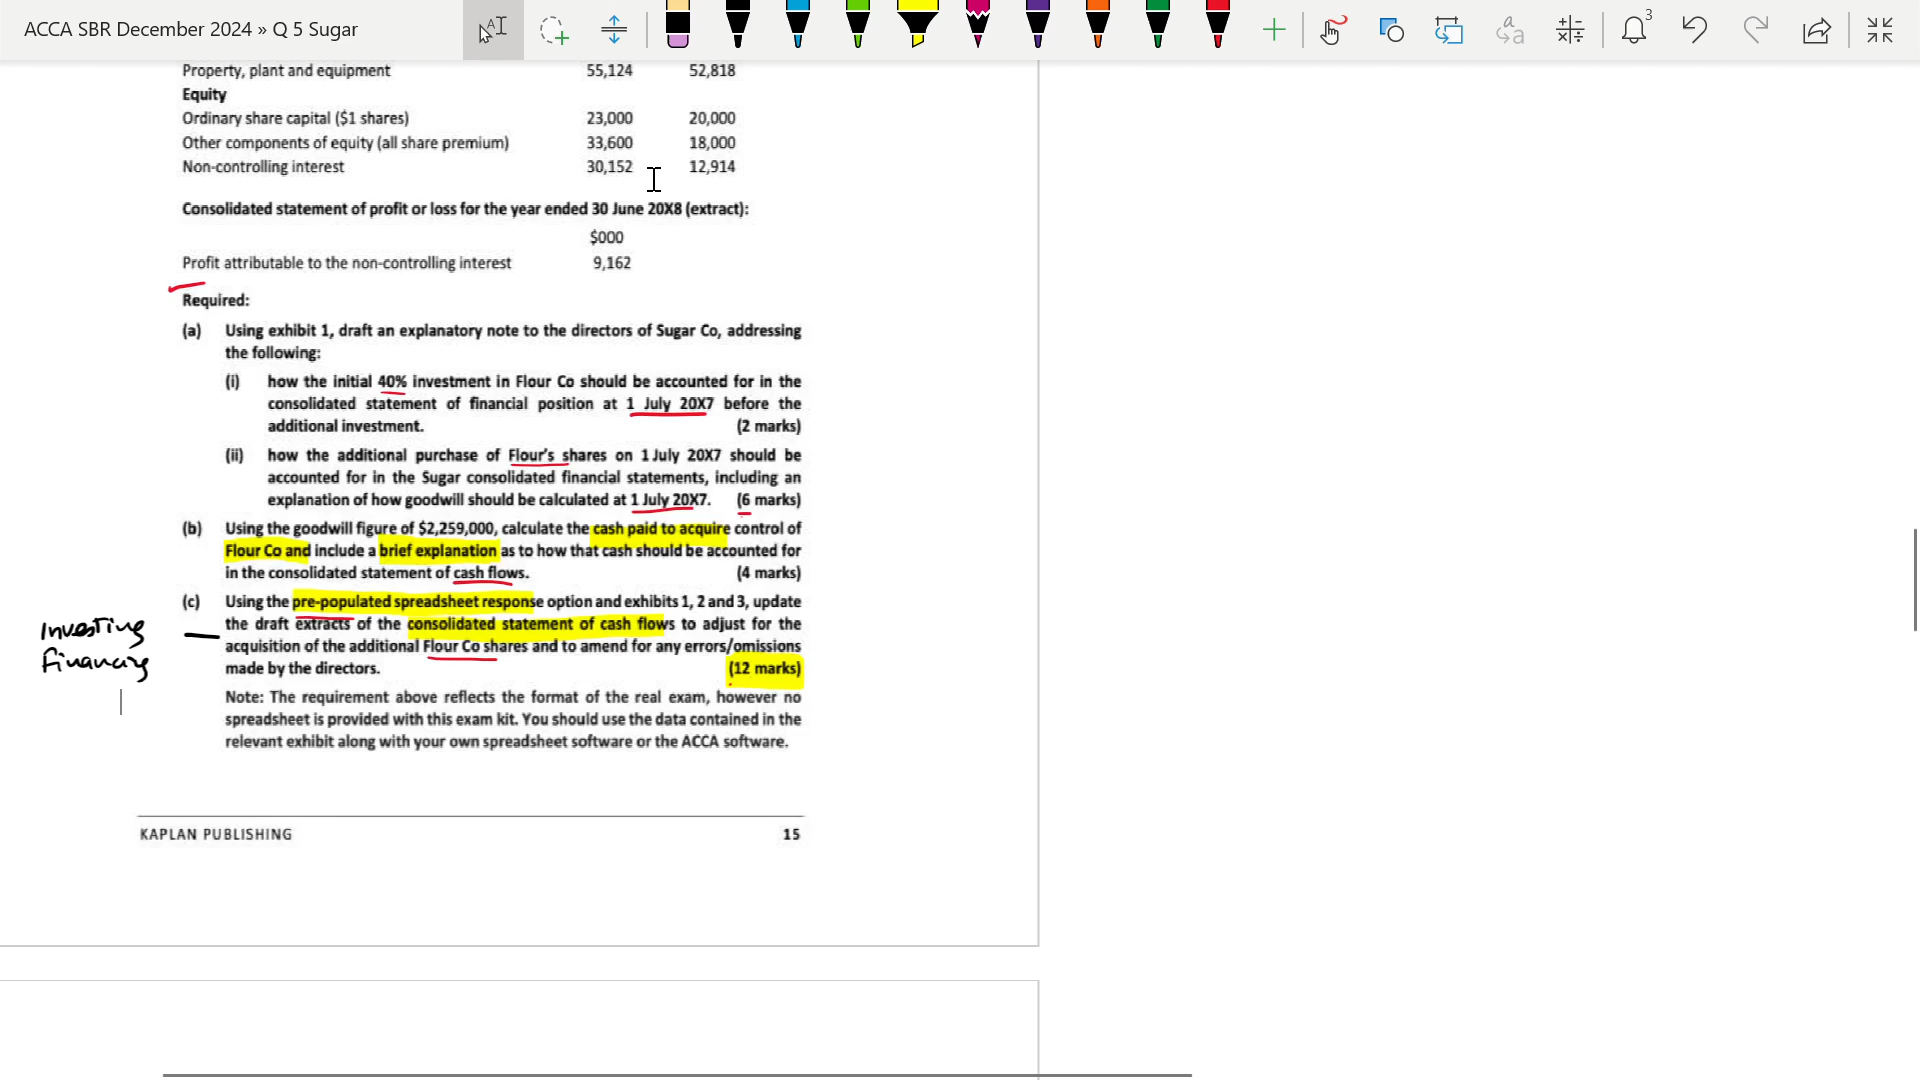 ACCA SBR December 2024 » Q 5 Sugar
3
Property, plant and equipment 55,124 52,818
Equity
Ordinary share capital ($1 shares) 23,000 20,000
Other components of equity (all share premium) 33,600 18,000
Non-controlling interest 30,152 12,914
Consolidated statement of profit or loss for the year ended 30 June 20X8 (extract):
$000
Profit attributable to the non-controlling interest 9,162
Required:
(a) Using exhibit 1, draft an explanatory note to the directors of Sugar Co, addressing
the following:
(i) how the initial 40% investment in Flour Co should be accounted for in the
consolidated statement of financial position at 1 July 20X7 before the
additional investment. (2 marks)
(ii) how the additional purchase of Flour's shares on 1 July 20X7 should be
accounted for in the Sugar consolidated financial statements, including an
explanation of how goodwill should be calculated at 1 July 20X7. (6 marks)
(b) Using the goodwill figure of $2,259,000, calculate the cash paid to acquire control of
Flour Co and include a brief explanation as to how that cash should be accounted for
in the consolidated statement of cash flows. (4 marks)
(c) Using the pre-populated spreadsheet response option and exhibits 1, 2 and 3, update
the draft extracts of the consolidated statement of cash flows to adjust for the
acquisition of the additional Flour Co shares and to amend for any errors/omissions
made by the directors. (12 marks)
Investing
Financing
Note: The requirement above reflects the format of the real exam, however no
spreadsheet is provided with this exam kit. You should use the data contained in the
relevant exhibit along with your own spreadsheet software or the ACCA software.
KAPLAN PUBLISHING 15